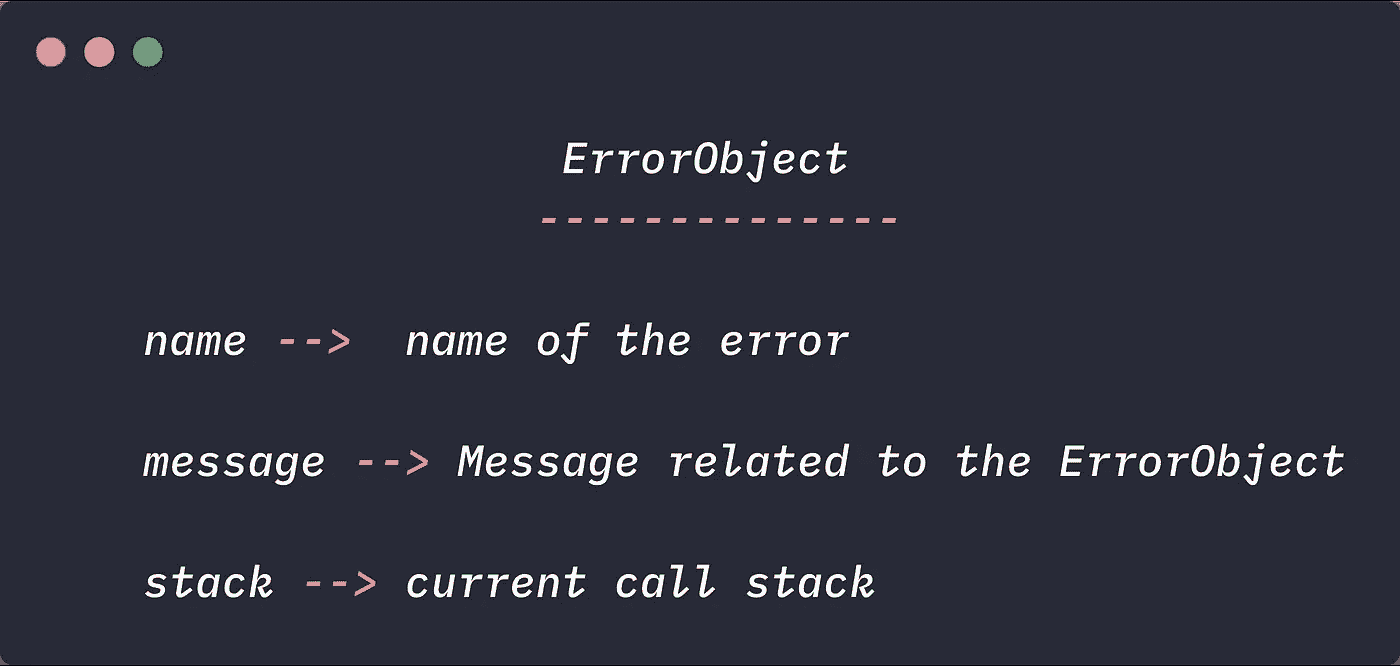 ErrorObject
--------------
name -->  name of the error
message --> Message related to the ErrorObject
stack --> current call stack